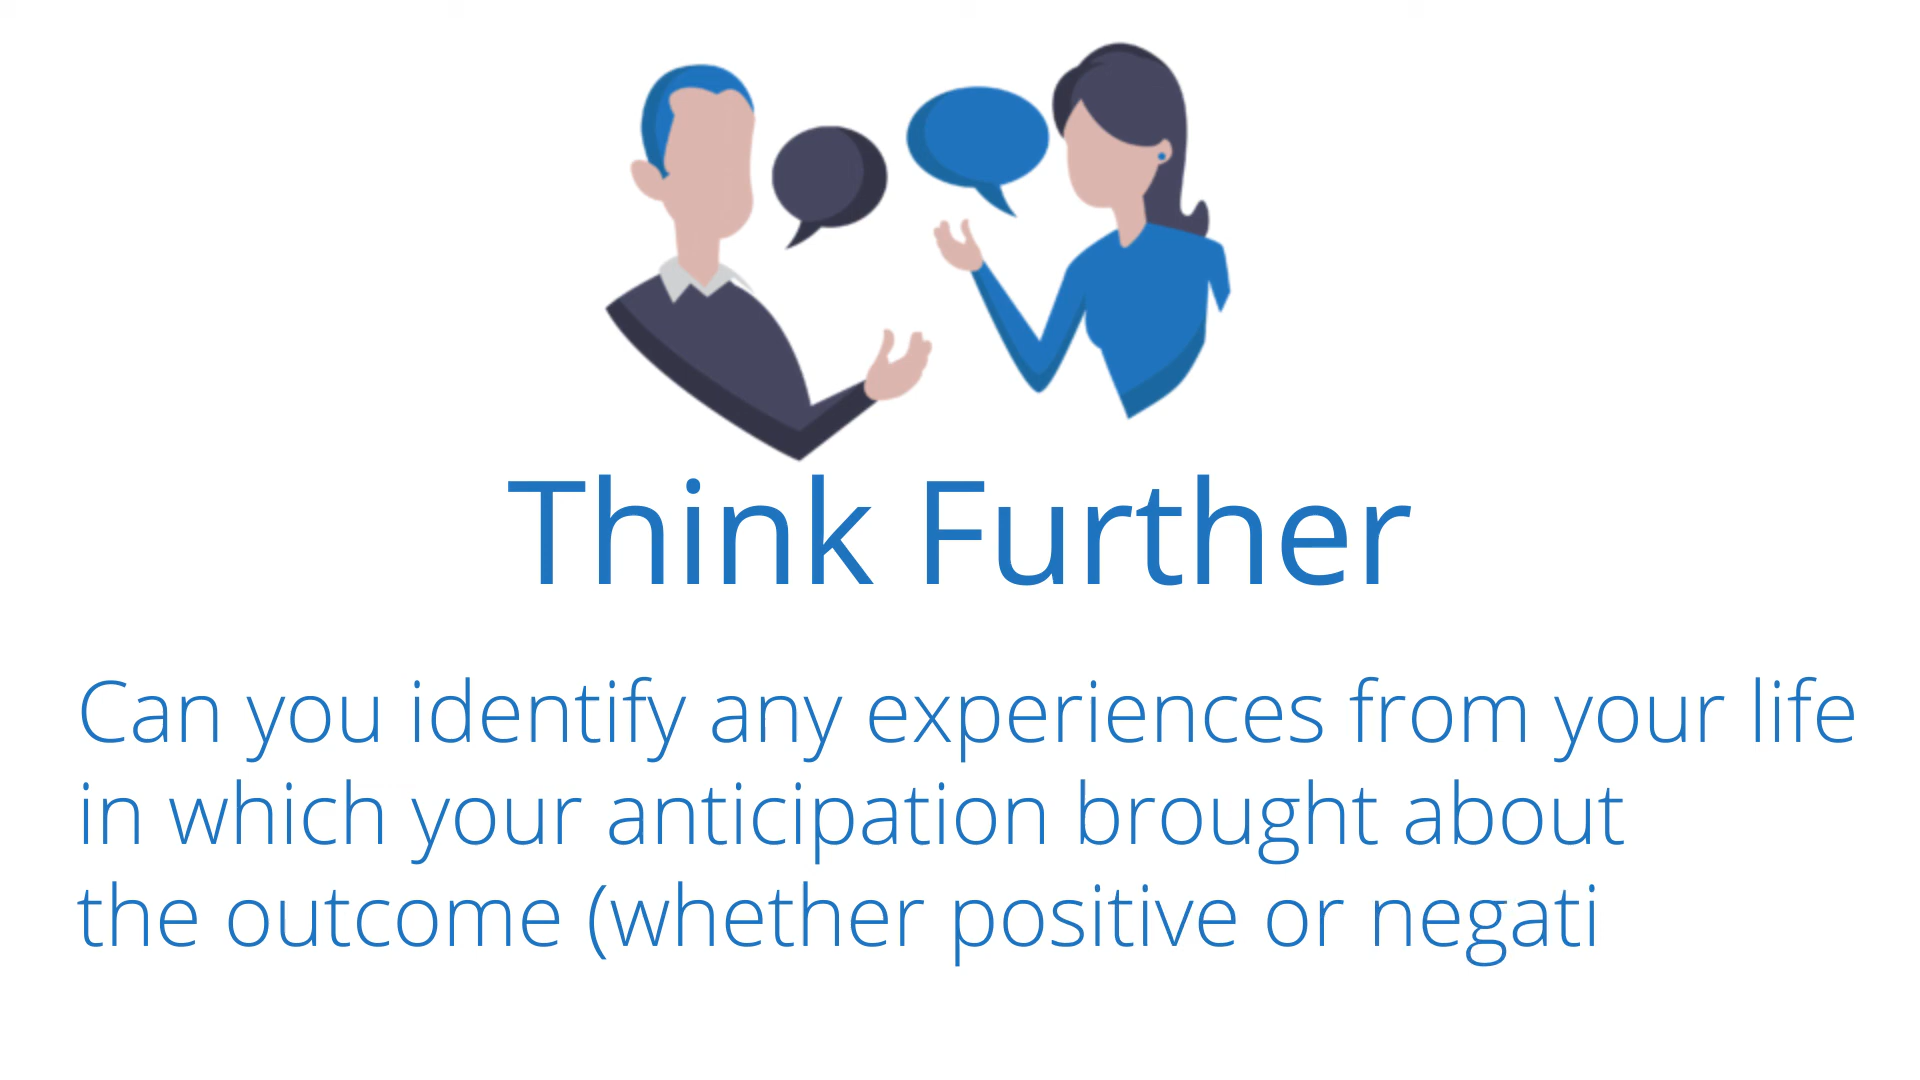 Think Further
Can you identify any experiences from your life
in which your anticipation brought about
the outcome (whether positive or negati